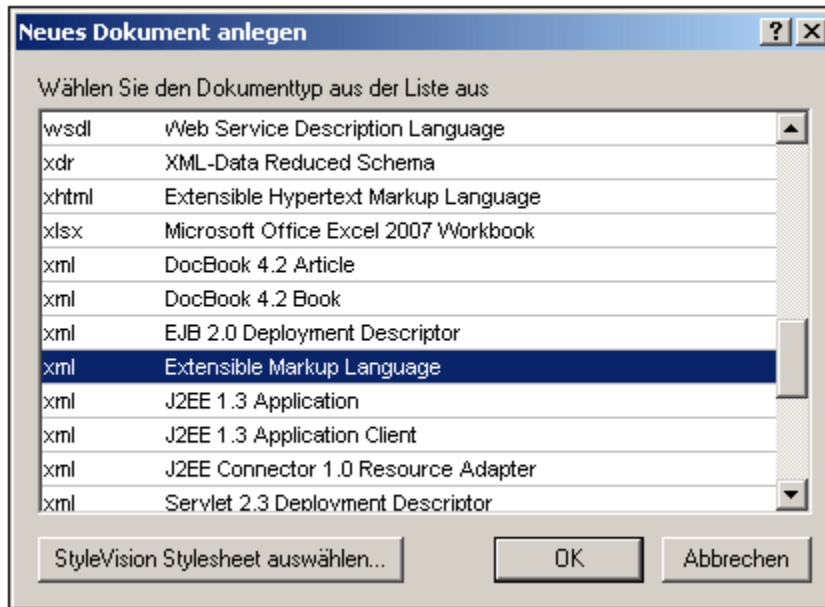 Neues Dokument anlegen
Wählen Sie den Dokumenttyp aus der Liste aus
wsdl Web Service Description Language
xdr XML-Data Reduced Schema
xhtml Extensible Hypertext Markup Language
xlsx Microsoft Office Excel 2007 Workbook
xml DocBook 4.2 Article
xml DocBook 4.2 Book
xml EJB 2.0 Deployment Descriptor
xml Extensible Markup Language
xml J2EE 1.3 Application
xml J2EE 1.3 Application Client
xml J2EE Connector 1.0 Resource Adapter
xml Servlet 2.3 Deployment Descriptor
StyleVision Stylesheet auswählen... OK Abbrechen